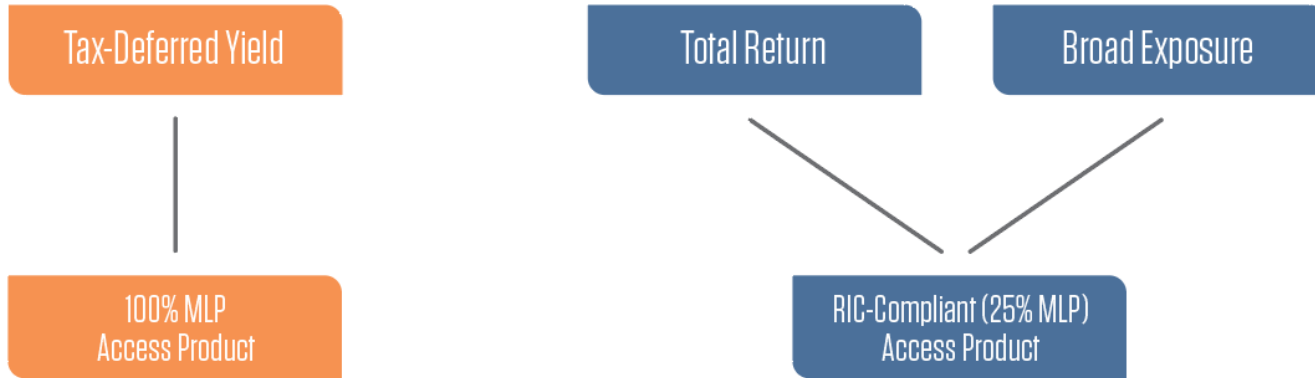 Tax-Deferred Yield
Total Return
Broad Exposure
100% MLP
Access Product
RIC-Compliant (25% MLP)
Access Product